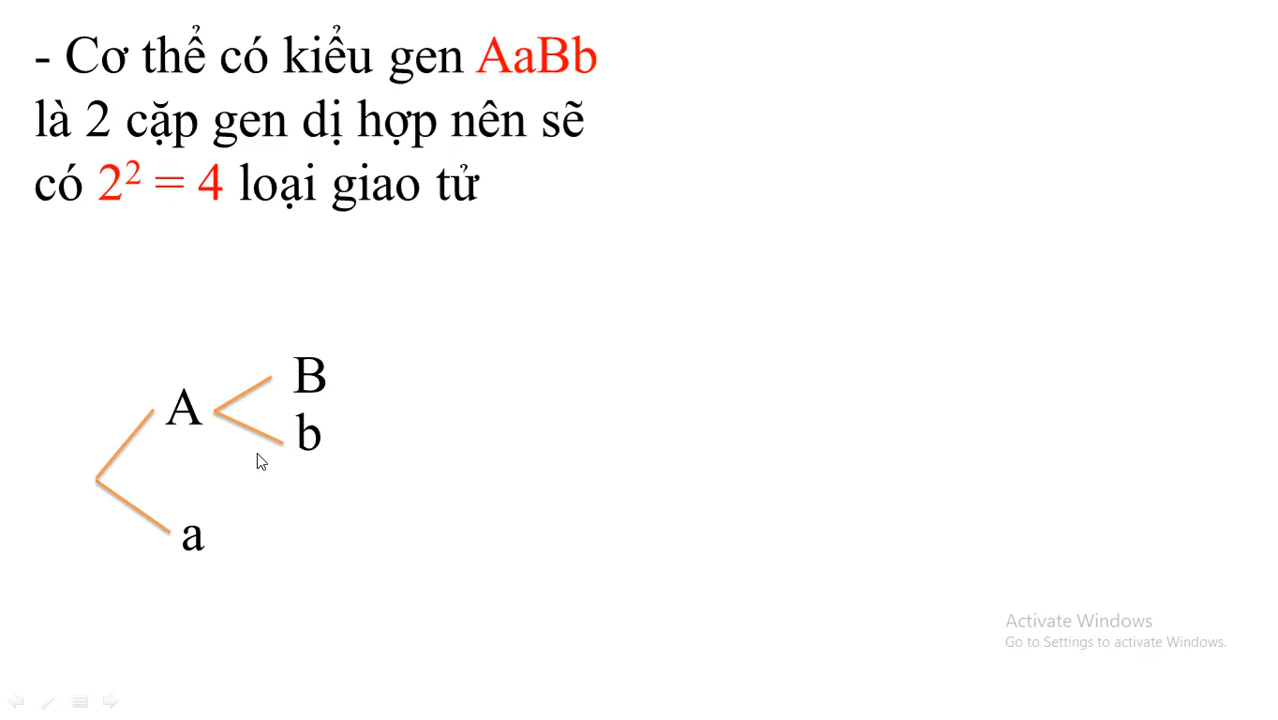 - Cơ thể có kiểu gen AaBb
là 2 cặp gen dị hợp nên sẽ
có 2² = 4 loại giao tử
B
A
b
a
Activate Windows
Go to Settings to activate Windows.